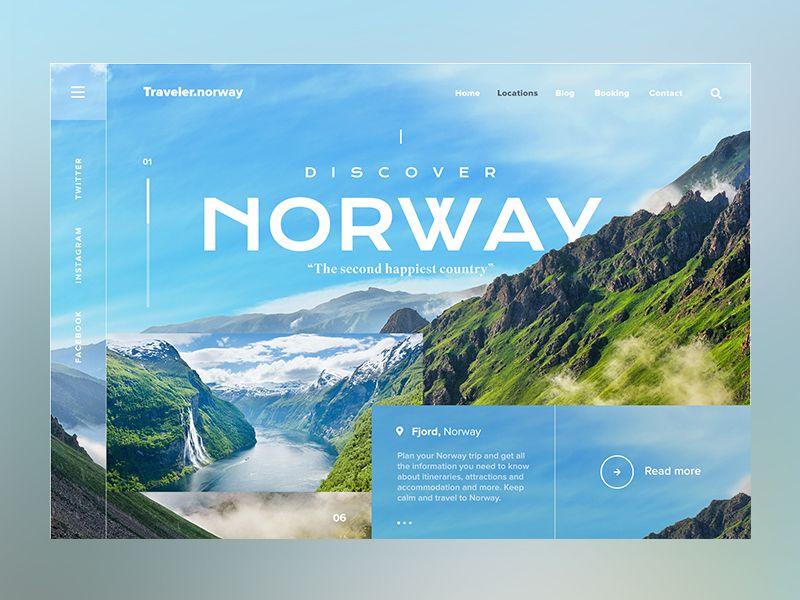 Traveler.norway
Home
Locations
Blog
Booking
Contact
TWITTER
INSTAGRAM
FACEBOOK
01
DISCOVER
NORWAY
“The second happiest country”
Fjord, Norway
Plan your Norway trip and get all
the information you need to know
about itineraries, attractions and
accommodation and more. Keep
calm and travel to Norway.
Read more
06